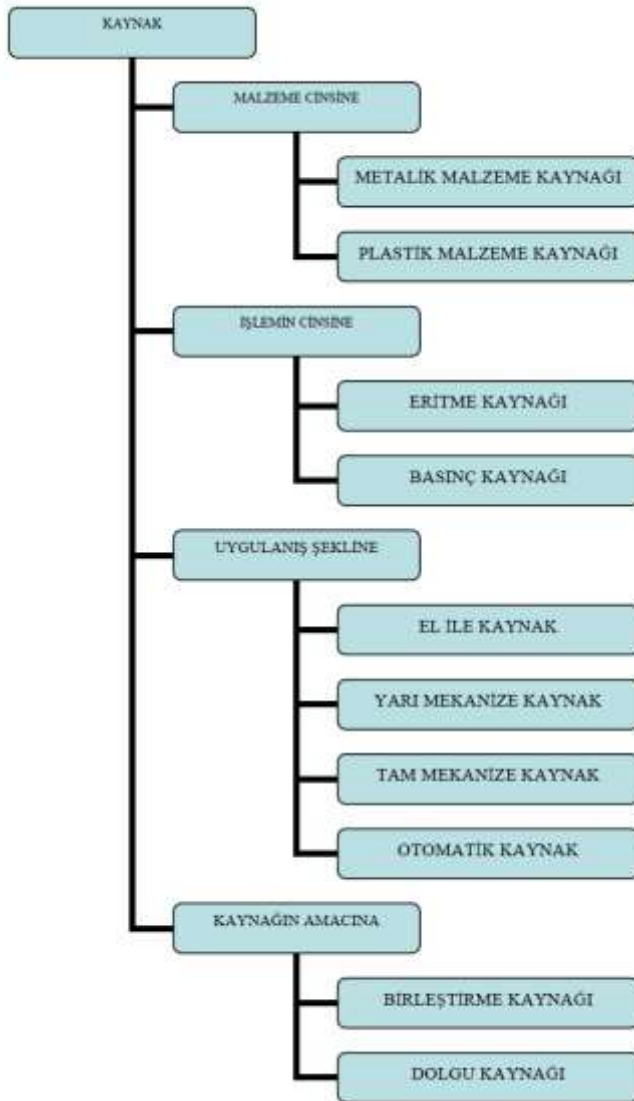 KAYNAK
MALZEME CİNSİNE
METALİK MALZEME KAYNAĞI
PLASTİK MALZEME KAYNAĞI
İŞLEMİN CİNSİNE
ERİTME KAYNAĞI
BASINÇ KAYNAĞI
UYGULANIŞ ŞEKLİNE
EL İLE KAYNAK
YARI MEKANİZE KAYNAK
TAM MEKANİZE KAYNAK
OTOMATİK KAYNAK
KAYNAĞIN AMACINA
BİRLEŞTİRME KAYNAĞI
DOLGU KAYNAĞI